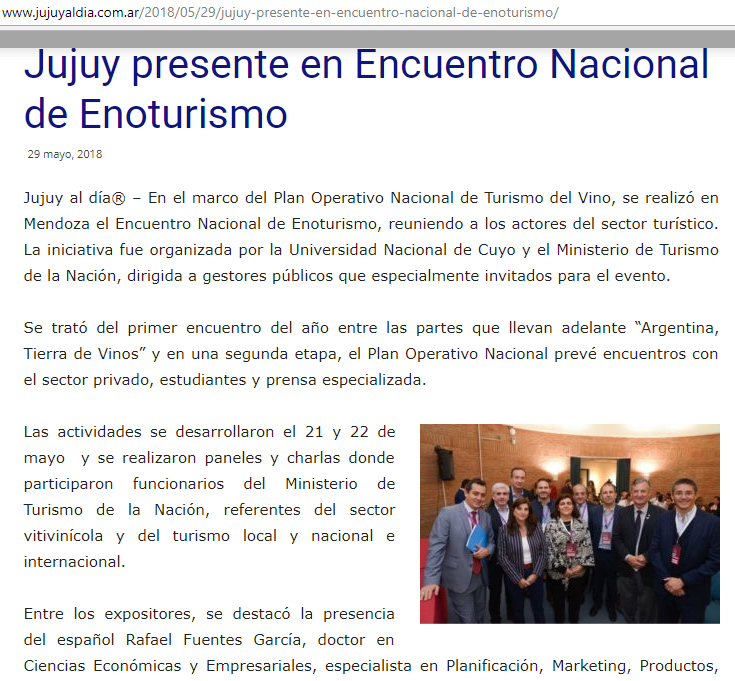 www.jujuyaldia.com.ar/2018/05/29/jujuy-presente-en-encuentro-nacional-de-enoturismo/
Jujuy presente en Encuentro Nacional
de Enoturismo
29 mayo, 2018
Jujuy al día® – En el marco del Plan Operativo Nacional de Turismo del Vino, se realizó en
Mendoza el Encuentro Nacional de Enoturismo, reuniendo a los actores del sector turístico.
La iniciativa fue organizada por la Universidad Nacional de Cuyo y el Ministerio de Turismo
de la Nación, dirigida a gestores públicos que especialmente invitados para el evento.
Se trató del primer encuentro del año entre las partes que llevan adelante “Argentina,
Tierra de Vinos” y en una segunda etapa, el Plan Operativo Nacional prevé encuentros con
el sector privado, estudiantes y prensa especializada.
Las actividades se desarrollaron el 21 y 22 de
mayo y se realizaron paneles y charlas donde
participaron funcionarios del Ministerio de
Turismo de la Nación, referentes del sector
vitivinícola y del turismo local y nacional e
internacional.
Entre los expositores, se destacó la presencia
del español Rafael Fuentes García, doctor en
Ciencias Económicas y Empresariales, especialista en Planificación, Marketing, Productos,